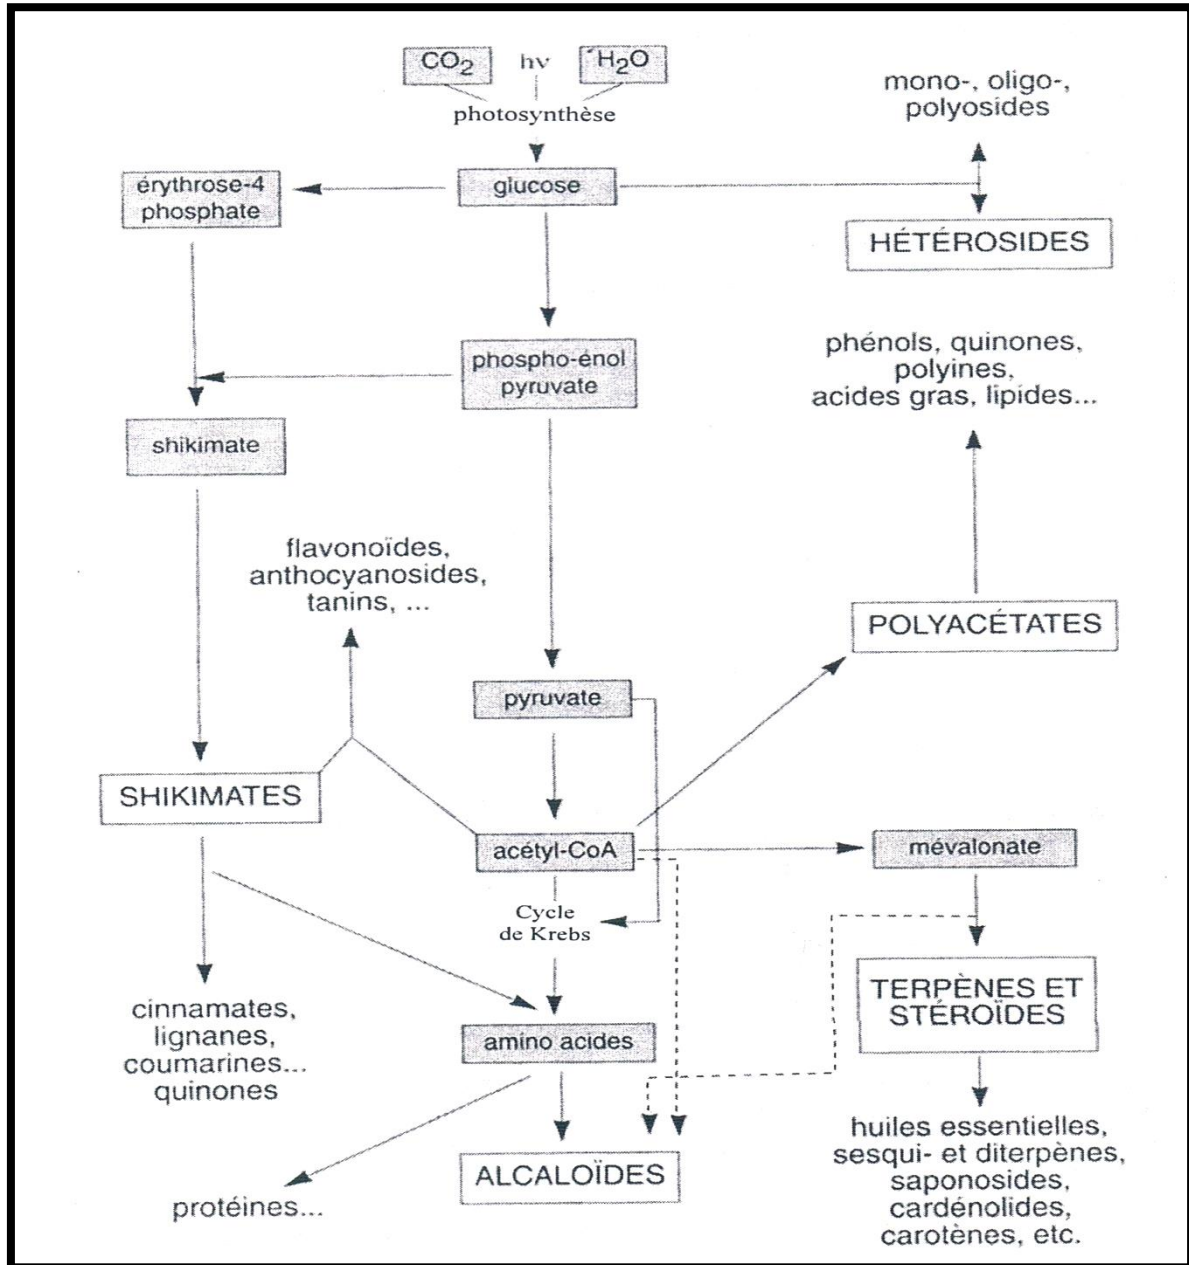 CO2 hν H2O
photosynthèse
mono-, oligo-,
polyosides
érythrose-4
phosphate
glucose
HÉTÉROSIDES
phospho-énol
pyruvate
phénols, quinones,
polyines,
acides gras, lipides...
shikimate
flavonoïdes,
anthocyanosides,
tanins, ...
POLYACÉTATES
pyruvate
SHIKIMATES
acétyl-CoA
mévalonate
Cycle
de Krebs
TERPÈNES ET
STÉROÏDES
cinnamates,
lignanes,
coumarines...
quinones
amino acides
huiles essentielles,
sesqui- et diterpènes,
saponosides,
cardénolides,
carotènes, etc.
ALCALOÏDES
protéines...